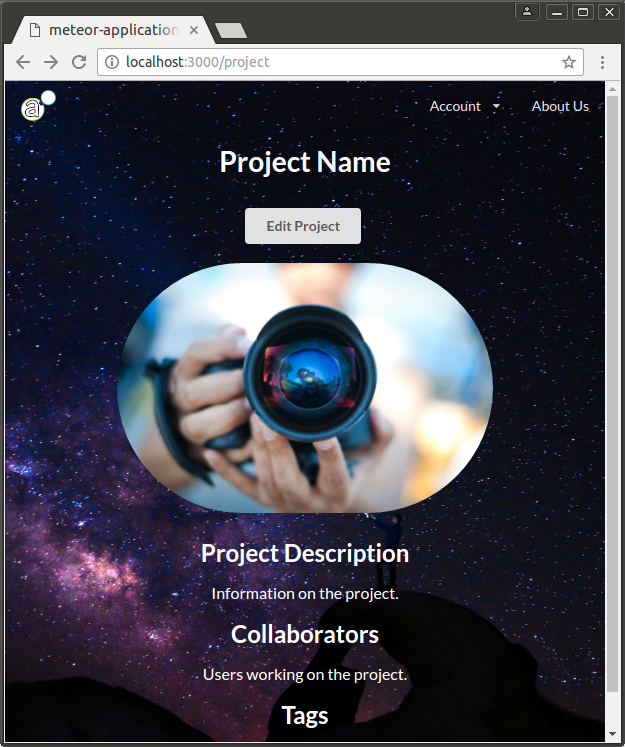 meteor-application
localhost:3000/project
a
Account
About Us
Project Name
Edit Project
Project Description
Information on the project.
Collaborators
Users working on the project.
Tags